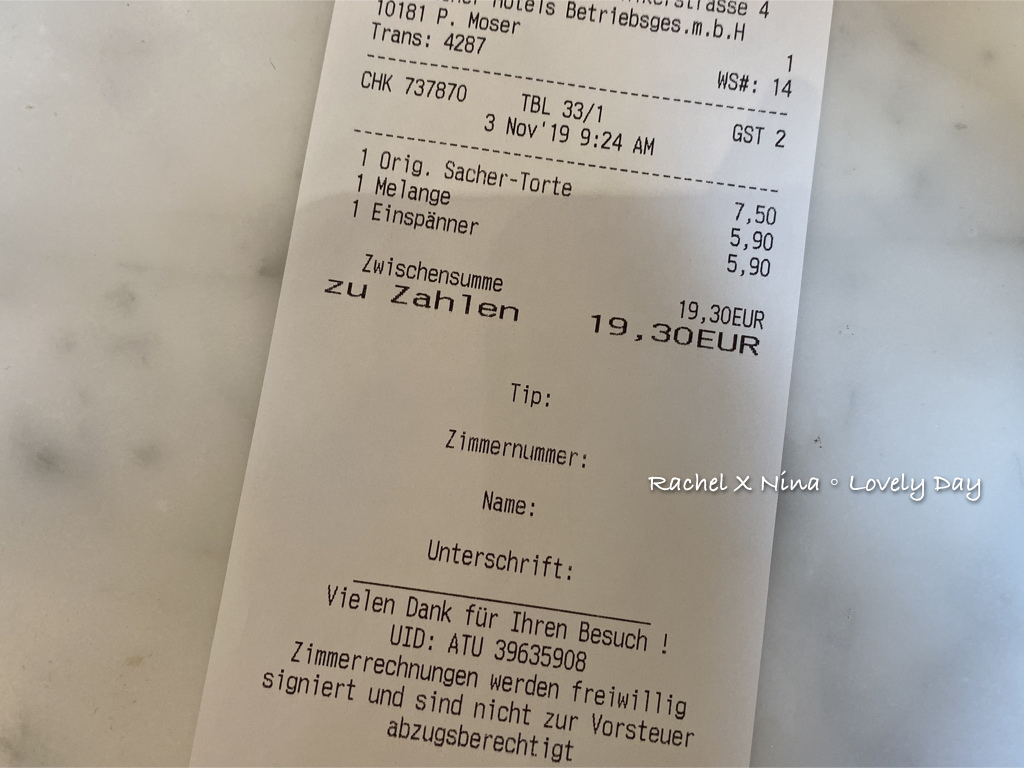 4
Hotels Betriebsges.m.b.H
10181 P. Moser 1
Trans: 4287 WS#: 14
CHK 737870 TBL 33/1 GST 2
3 Nov'19 9:24 AM
1 Orig. Sacher-Torte 7,50
1 Melange 5,90
1 Einspänner 5,90
Zwischensumme 19,30EUR
zu Zahlen 19,30EUR
Tip:
Zimmernummer:
Name:
Unterschrift:
Vielen Dank für Ihren Besuch !
UID: ATU 39635908
Zimmerrechnungen werden freiwillig
signiert und sind nicht zur Vorsteuer
abzugsberechtigt
Rachel X Nina ◦ Lovely Day